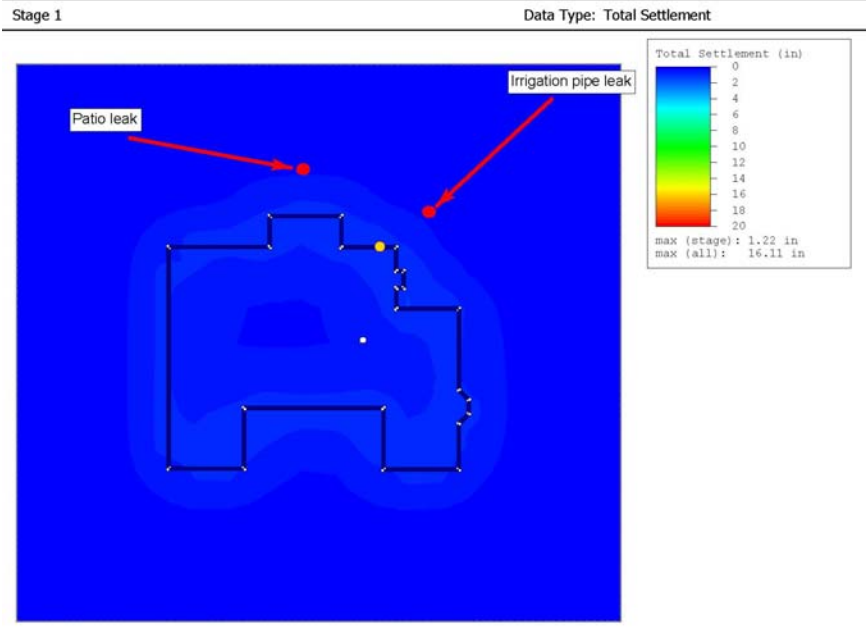 Stage 1
Data Type: Total Settlement
Total Settlement (in)
0
2
4
6
8
10
12
14
16
18
20
max (stage): 1.22 in
max (all): 16.11 in
Irrigation pipe leak
Patio leak